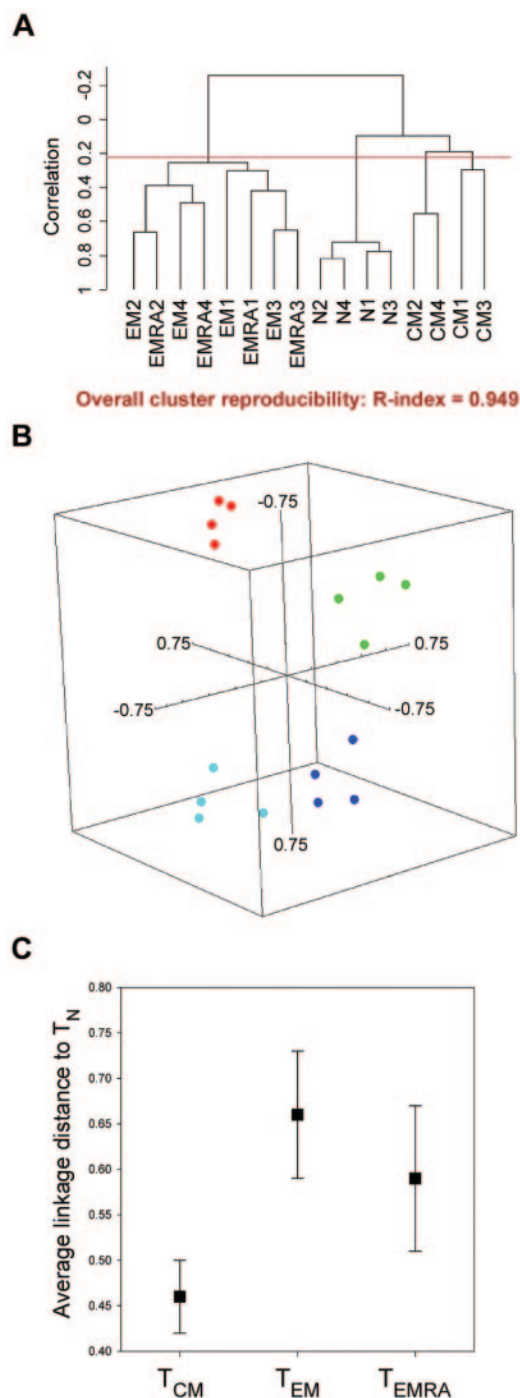 A
Correlation
-0.2
0
0.2
0.4
0.6
0.8
1
EM2
EMRA2
EM4
EMRA4
EM1
EMRA1
EM3
EMRA3
N2
N4
N1
N3
CM2
CM4
CM1
CM3
Overall cluster reproducibility: R-index = 0.949
B
-0.75
0.75
0.75
-0.75
-0.75
0.75
C
Average linkage distance to TN
0.80
0.75
0.70
0.65
0.60
0.55
0.50
0.45
0.40
TCM
TEM
TEMRA